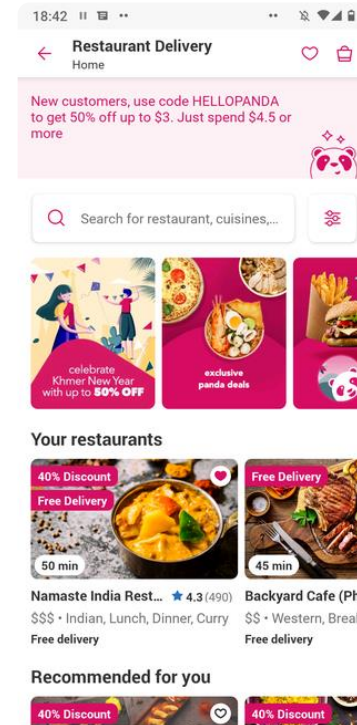 18:42
Restaurant Delivery
Home
New customers, use code HELLOPANDA
to get 50% off up to $3. Just spend $4.5 or
more
Search for restaurant, cuisines,...
celebrate
Khmer New Year
with up to 50% OFF
exclusive
panda deals
Your restaurants
40% Discount
Free Delivery
Free Delivery
50 min
45 min
Namaste India Rest... 4.3 (490)
Backyard Cafe (Ph
$$$ • Indian, Lunch, Dinner, Curry
$$ • Western, Brea
Free delivery
Free delivery
Recommended for you
40% Discount
40% Discount